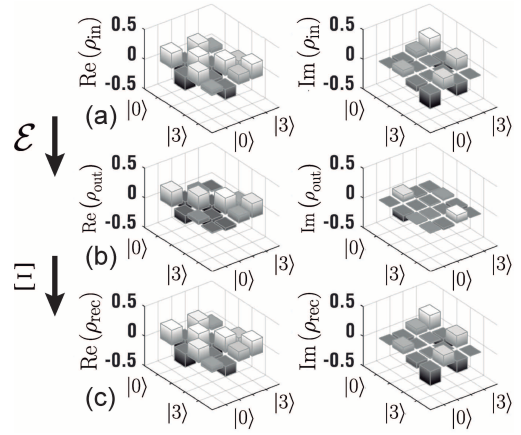 Re (ρin) 0.5 0 -0.5 |0⟩ |3⟩ |0⟩ |3⟩
Im (ρin) 0.5 0 -0.5 |0⟩ |3⟩ |0⟩ |3⟩
(a)
ℰ
Re (ρout) 0.5 0 -0.5 |0⟩ |3⟩ |0⟩ |3⟩
Im (ρout) 0.5 0 -0.5 |0⟩ |3⟩ |0⟩ |3⟩
(b)
Ξ
Re (ρrec) 0.5 0 -0.5 |0⟩ |3⟩ |0⟩ |3⟩
Im (ρrec) 0.5 0 -0.5 |0⟩ |3⟩ |0⟩ |3⟩
(c)